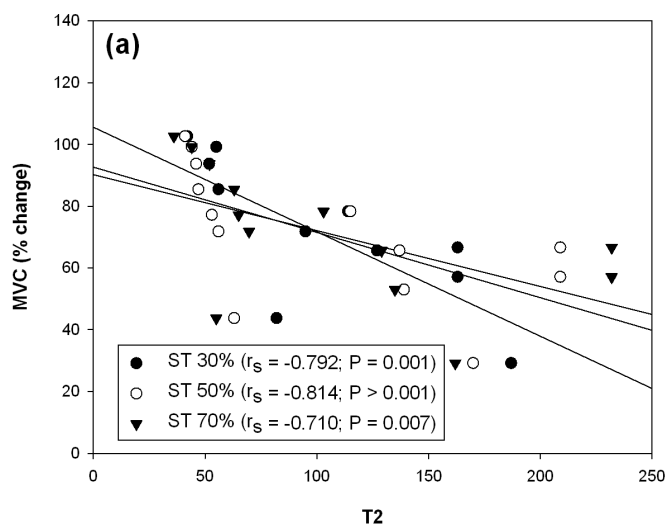 (a)
140
120
100
80
60
40
20
0
MVC (% change)
ST 30% (rs = -0.792; P = 0.001)
ST 50% (rs = -0.814; P > 0.001)
ST 70% (rs = -0.710; P = 0.007)
0 50 100 150 200 250
T2